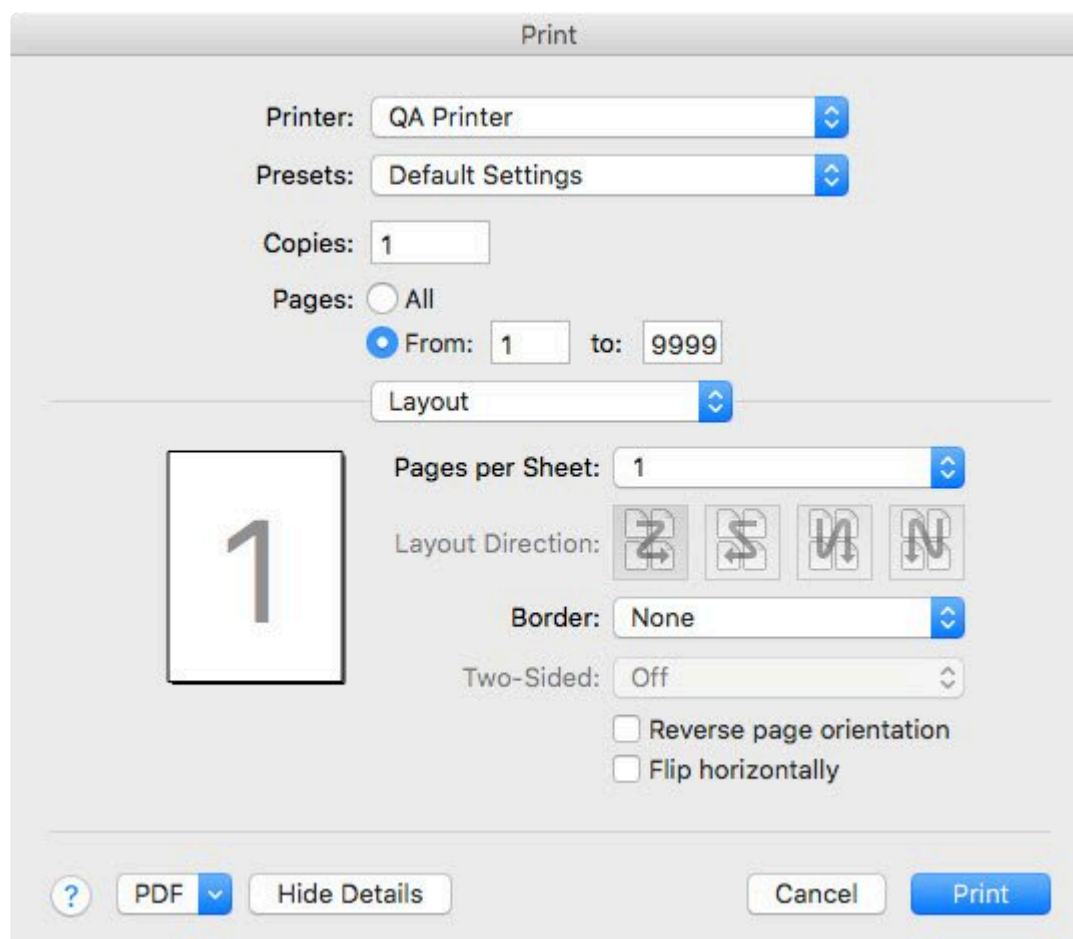 Print
Printer: QA Printer
Presets: Default Settings
Copies: 1
Pages: All
From: 1 to: 9999
Layout
1
Pages per Sheet: 1
Layout Direction:
Border: None
Two-Sided: Off
Reverse page orientation
Flip horizontally
? PDF Hide Details Cancel Print